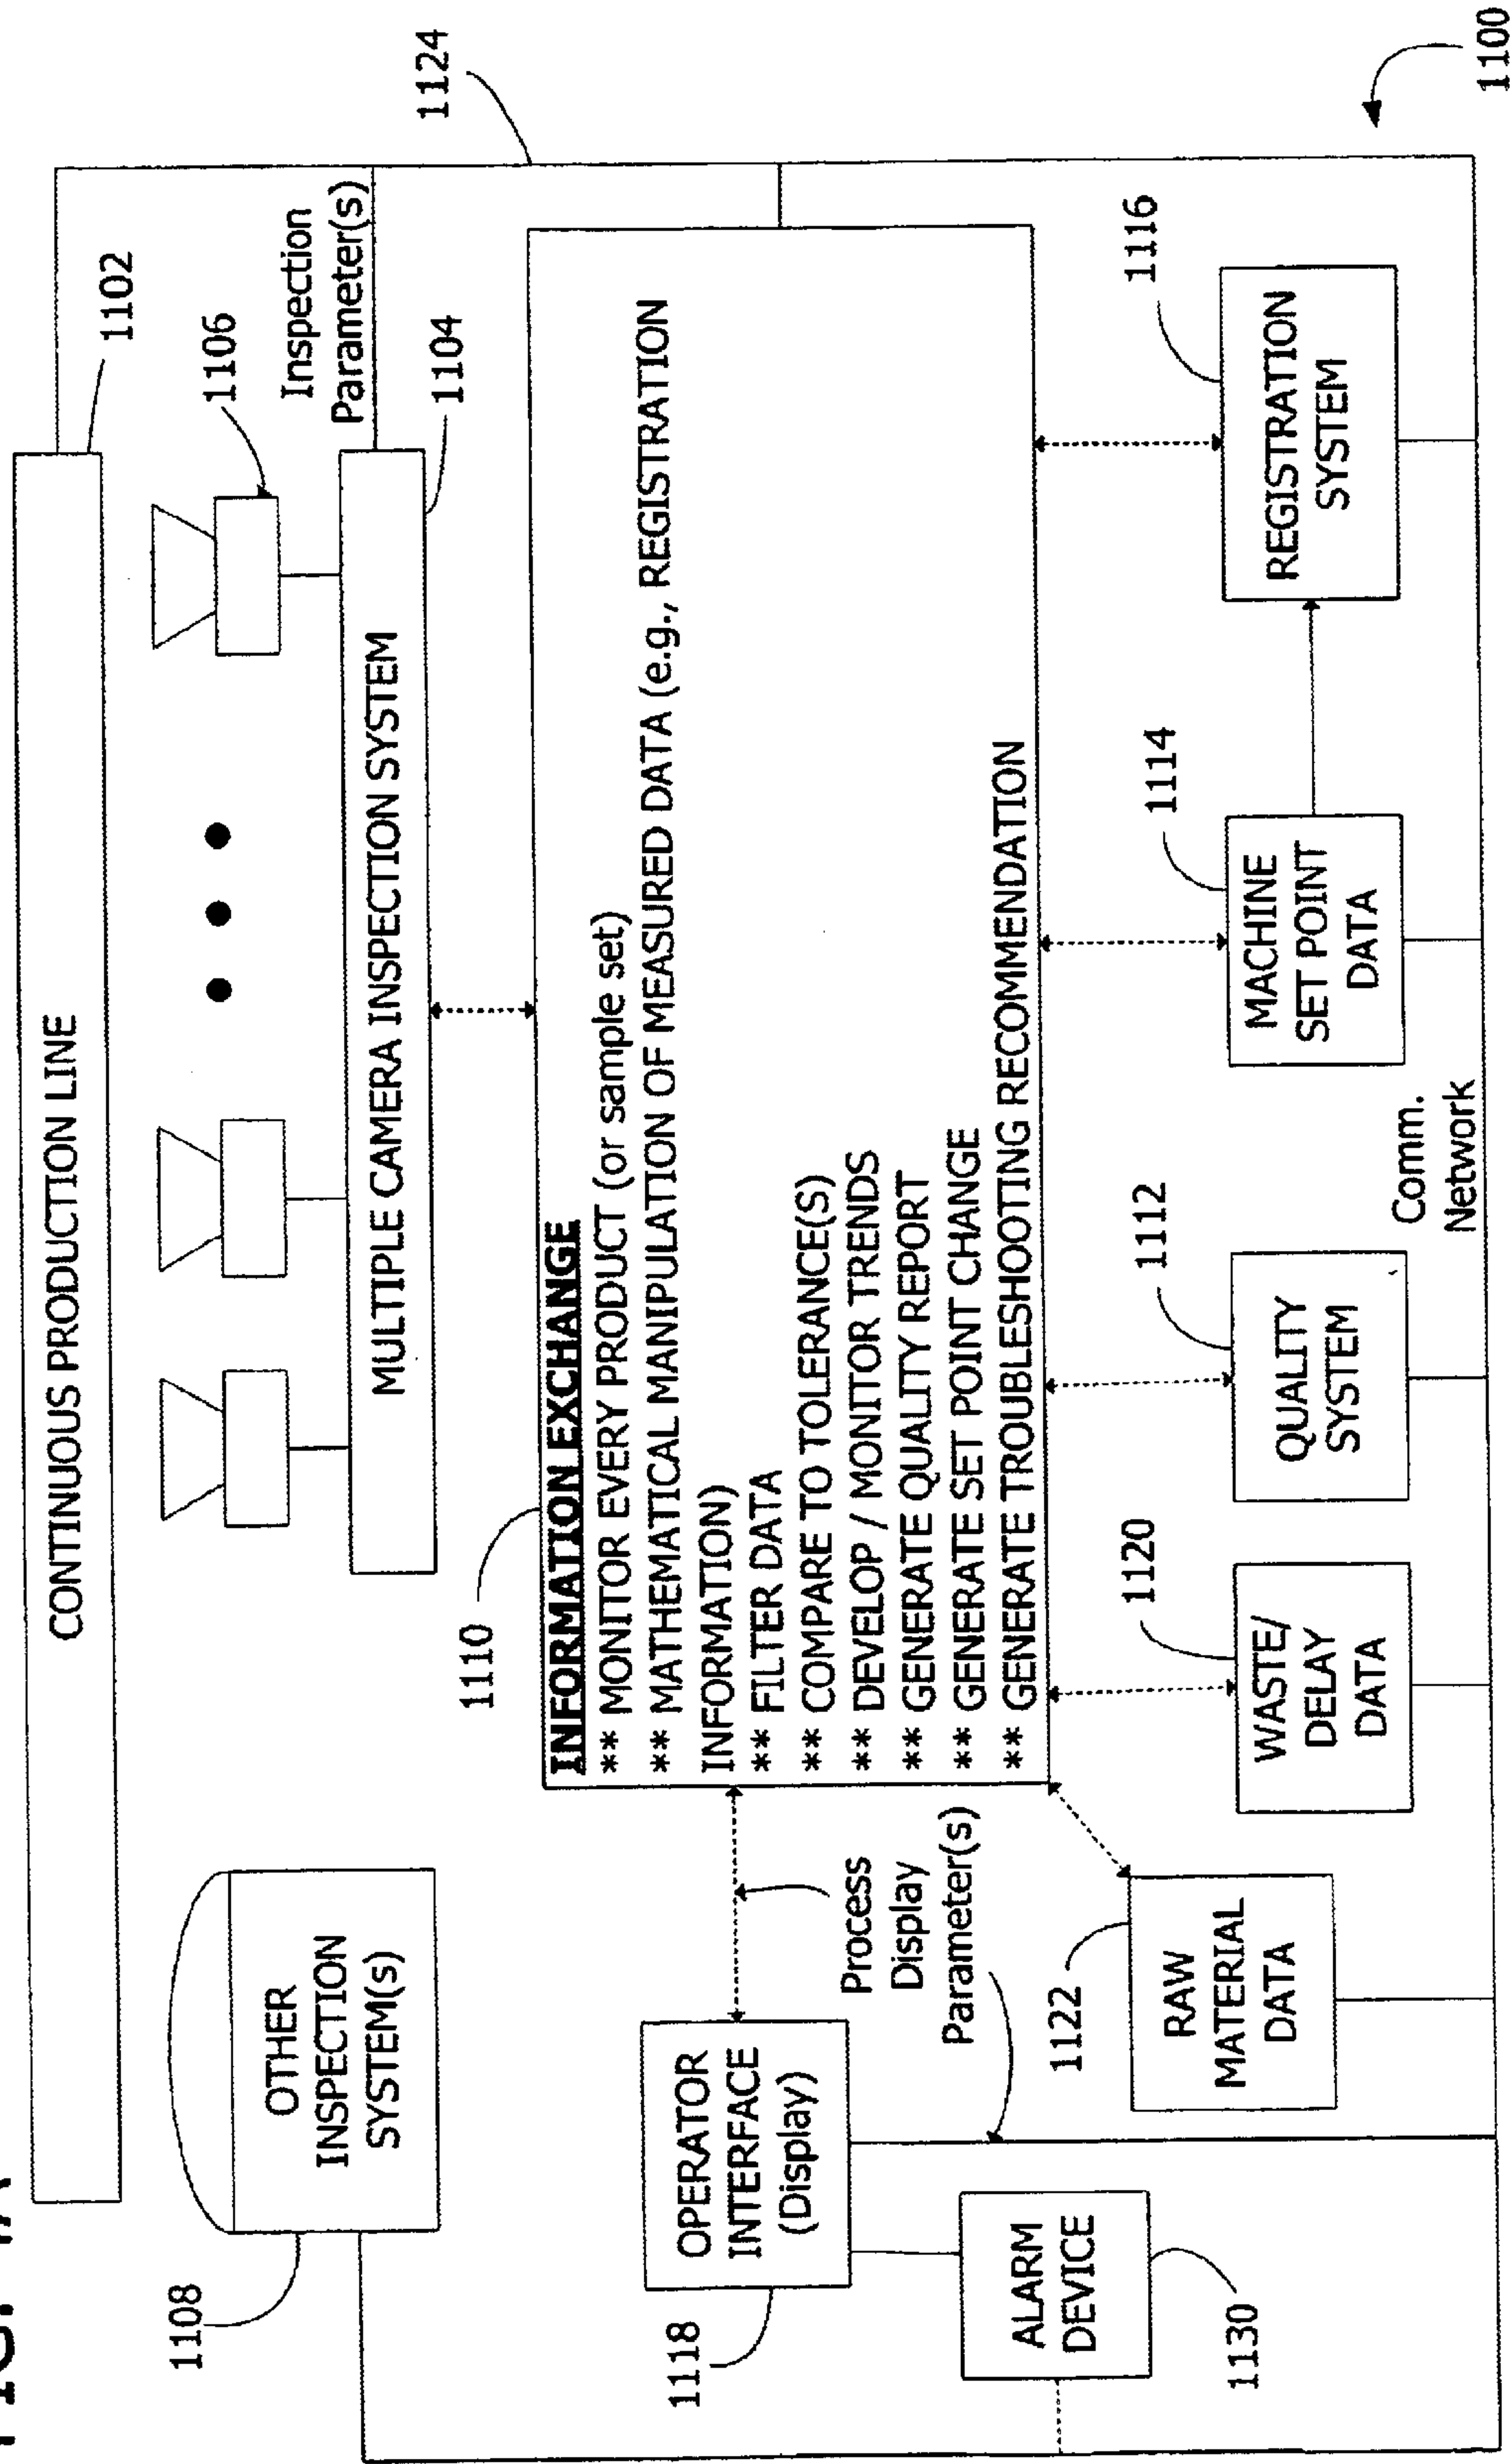 CONTINUOUS PRODUCTION LINE
1102
1124
1106
Inspection
Parameter(s)
1104
MULTIPLE CAMERA INSPECTION SYSTEM
OTHER
INSPECTION
SYSTEM(s)
1108
1110
INFORMATION EXCHANGE
** MONITOR EVERY PRODUCT (or sample set)
** MATHEMATICAL MANIPULATION OF MEASURED DATA (e.g., REGISTRATION
INFORMATION)
** FILTER DATA
** COMPARE TO TOLERANCE(S)
** DEVELOP / MONITOR TRENDS
** GENERATE QUALITY REPORT
** GENERATE SET POINT CHANGE
** GENERATE TROUBLESHOOTING RECOMMENDATION
OPERATOR
INTERFACE
(Display)
1118
Process
Display
Parameter(s)
ALARM
DEVICE
1130
1122
RAW
MATERIAL
DATA
1120
WASTE/
DELAY
DATA
1112
QUALITY
SYSTEM
1114
MACHINE
SET POINT
DATA
1116
REGISTRATION
SYSTEM
Comm.
Network
1100